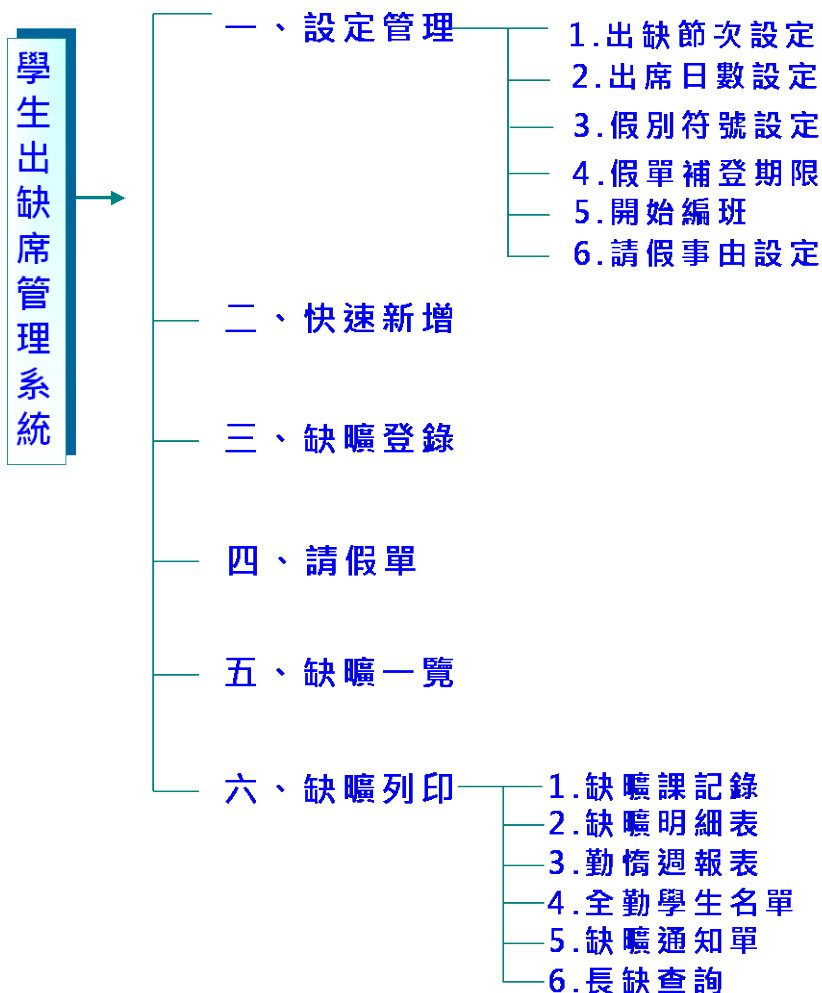 學生出缺席管理系統
一、設定管理
1.出缺節次設定
2.出席日數設定
3.假別符號設定
4.假單補登期限
5.開始編班
6.請假事由設定
二、快速新增
三、缺曠登錄
四、請假單
五、缺曠一覽
六、缺曠列印
1.缺曠課記錄
2.缺曠明細表
3.勤惰週報表
4.全勤學生名單
5.缺曠通知單
6.長缺查詢